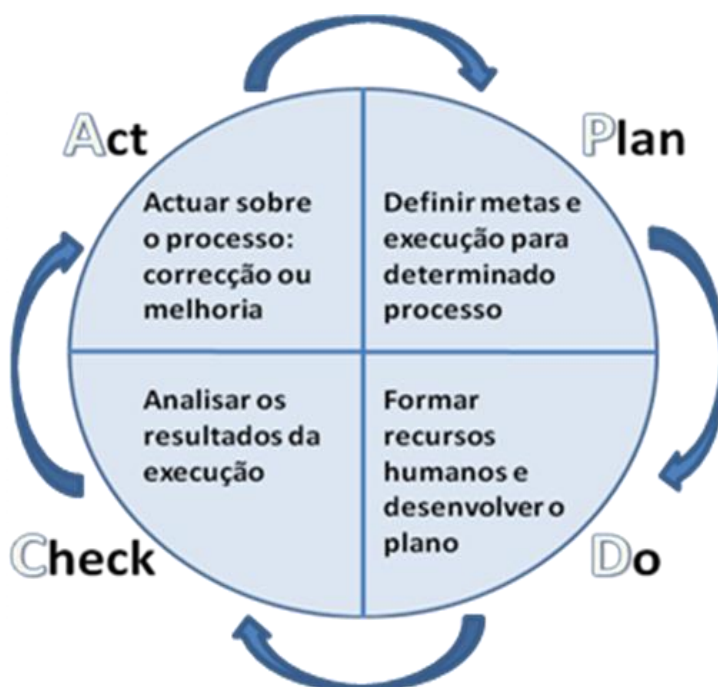 Act
Plan
Actuar sobre
o processo:
correcção ou
melhoria
Definir metas e
execução para
determinado
processo
Analisar os
resultados da
execução
Formar
recursos
humanos e
desenvolver o
plano
Check
Do